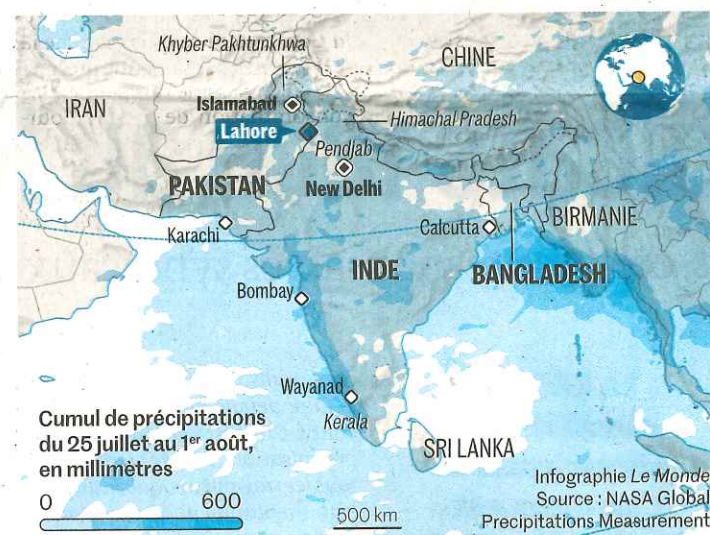 Khyber Pakhtunkhwa
CHINE
IRAN
Islamabad
Himachal Pradesh
Lahore
Pendjab
PAKISTAN
New Delhi
Karachi
Calcutta
BIRMANIE
INDE
BANGLADESH
Bombay
Wayanad
Kerala
SRI LANKA
Cumul de précipitations
du 25 juillet au 1er août,
en millimètres
0 600
500 km
Infographie Le Monde
Source : NASA Global
Precipitations Measurement